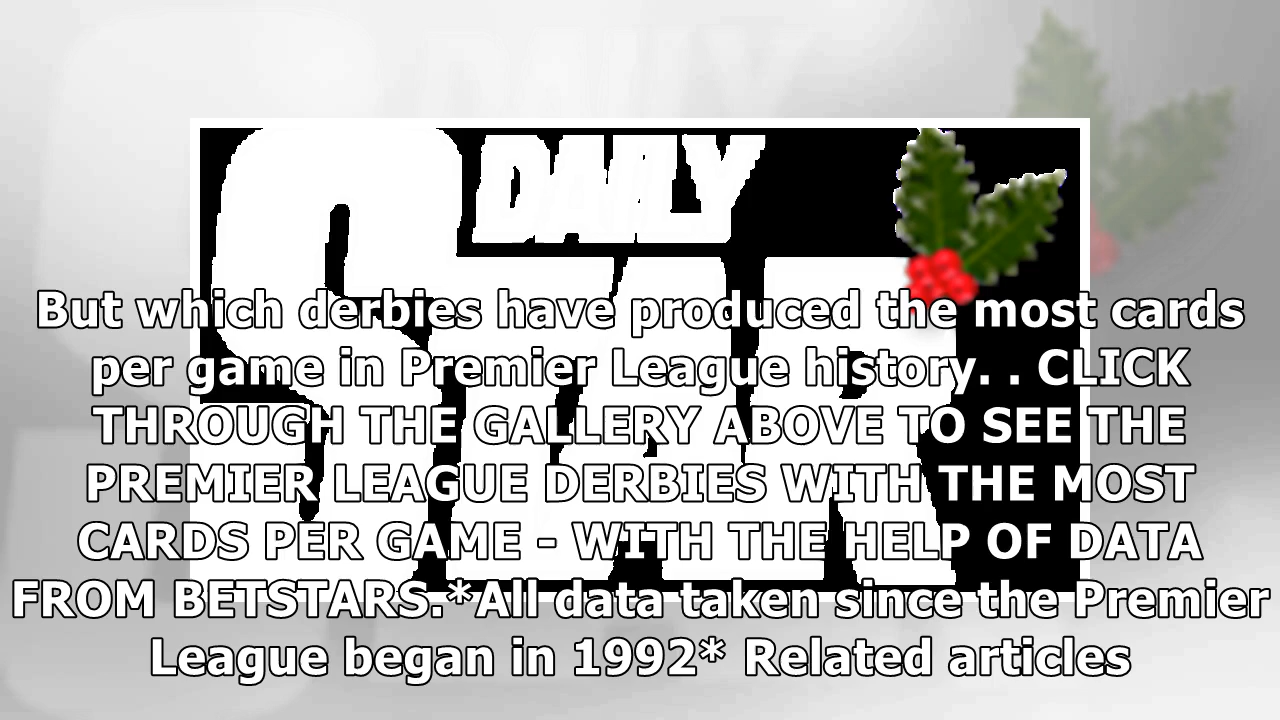 DAILY
STAR
But which derbies have produced the most cards
per game in Premier League history. . CLICK
THROUGH THE GALLERY ABOVE TO SEE THE
PREMIER LEAGUE DERBIES WITH THE MOST
CARDS PER GAME - WITH THE HELP OF DATA
FROM BETSTARS.*All data taken since the Premier
League began in 1992* Related articles